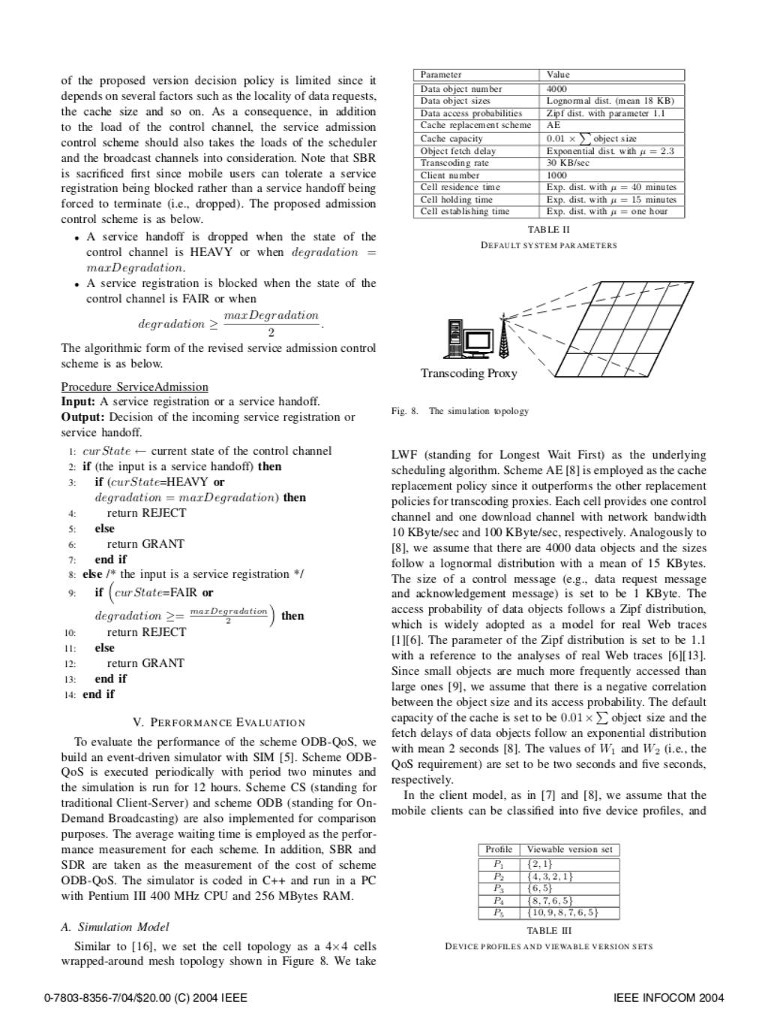 of the proposed version decision policy is limited since it
depends on several factors such as the locality of data requests,
the cache size and so on. As a consequence, in addition
to the load of the control channel, the service admission
control scheme should also takes the loads of the scheduler
and the broadcast channels into consideration. Note that SBR
is sacrificed first since mobile users can tolerate a service
registration being blocked rather than a service handoff being
forced to terminate (i.e., dropped). The proposed admission
control scheme is as below.
• A service handoff is dropped when the state of the
control channel is HEAVY or when degradation =
maxDegradation.
• A service registration is blocked when the state of the
control channel is FAIR or when
degradation ≥ maxDegradation / 2 .
The algorithmic form of the revised service admission control
scheme is as below.
Procedure ServiceAdmission
Input: A service registration or a service handoff.
Output: Decision of the incoming service registration or
service handoff.
1: curState ← current state of the control channel
2: if (the input is a service handoff) then
3: if (curState=HEAVY or
degradation = maxDegradation) then
4: return REJECT
5: else
6: return GRANT
7: end if
8: else /* the input is a service registration */
9: if (curState=FAIR or
degradation >= maxDegradation / 2) then
10: return REJECT
11: else
12: return GRANT
13: end if
14: end if
V. PERFORMANCE EVALUATION
To evaluate the performance of the scheme ODB-QoS, we
build an event-driven simulator with SIM [5]. Scheme ODB-
QoS is executed periodically with period two minutes and
the simulation is run for 12 hours. Scheme CS (standing for
traditional Client-Server) and scheme ODB (standing for On-
Demand Broadcasting) are also implemented for comparison
purposes. The average waiting time is employed as the perfor-
mance measurement for each scheme. In addition, SBR and
SDR are taken as the measurement of the cost of scheme
ODB-QoS. The simulator is coded in C++ and run in a PC
with Pentium III 400 MHz CPU and 256 MBytes RAM.
A. Simulation Model
Similar to [16], we set the cell topology as a 4×4 cells
wrapped-around mesh topology shown in Figure 8. We take
Parameter Value
Data object number 4000
Data object sizes Lognormal dist. (mean 18 KB)
Data access probabilities Zipf dist. with parameter 1.1
Cache replacement scheme AE
Cache capacity 0.01 × ∑ object size
Object fetch delay Exponential dist. with μ = 2.3
Transcoding rate 30 KB/sec
Client number 1000
Cell residence time Exp. dist. with μ = 40 minutes
Cell holding time Exp. dist. with μ = 15 minutes
Cell establishing time Exp. dist. with μ = one hour
TABLE II
DEFAULT SYSTEM PARAMETERS
Transcoding Proxy
Fig. 8. The simulation topology
LWF (standing for Longest Wait First) as the underlying
scheduling algorithm. Scheme AE [8] is employed as the cache
replacement policy since it outperforms the other replacement
policies for transcoding proxies. Each cell provides one control
channel and one download channel with network bandwidth
10 KByte/sec and 100 KByte/sec, respectively. Analogously to
[8], we assume that there are 4000 data objects and the sizes
follow a lognormal distribution with a mean of 15 KBytes.
The size of a control message (e.g., data request message
and acknowledgement message) is set to be 1 KByte. The
access probability of data objects follows a Zipf distribution,
which is widely adopted as a model for real Web traces
[1][6]. The parameter of the Zipf distribution is set to be 1.1
with a reference to the analyses of real Web traces [6][13].
Since small objects are much more frequently accessed than
large ones [9], we assume that there is a negative correlation
between the object size and its access probability. The default
capacity of the cache is set to be 0.01 × ∑ object size and the
fetch delays of data objects follow an exponential distribution
with mean 2 seconds [8]. The values of W1 and W2 (i.e., the
QoS requirement) are set to be two seconds and five seconds,
respectively.
In the client model, as in [7] and [8], we assume that the
mobile clients can be classified into five device profiles, and
Profile Viewable version set
P1 {2, 1}
P2 {4, 3, 2, 1}
P3 {6, 5}
P4 {8, 7, 6, 5}
P5 {10, 9, 8, 7, 6, 5}
TABLE III
DEVICE PROFILES AND VIEWABLE VERSION SETS
0-7803-8356-7/04/$20.00 (C) 2004 IEEE
IEEE INFOCOM 2004